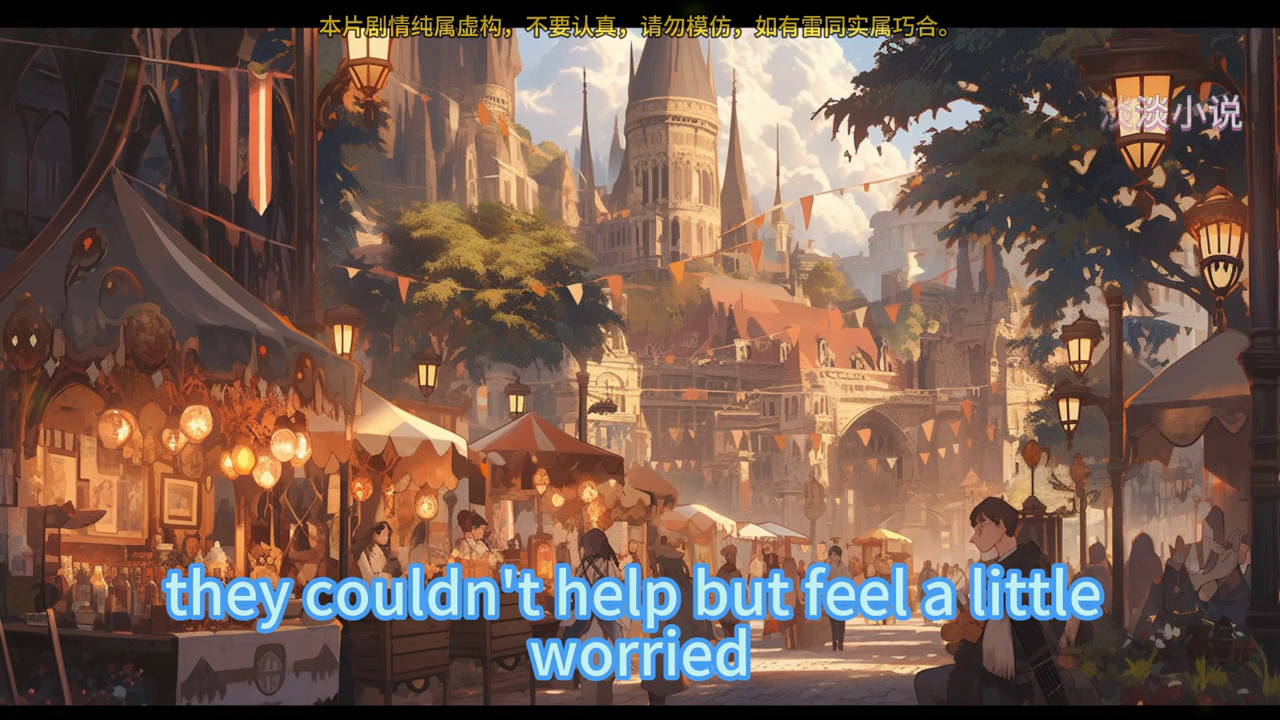 本片剧情纯属虚构，不要认真，请勿模仿，如有雷同实属巧合。
淡淡小说
they couldn't help but feel a little
worried